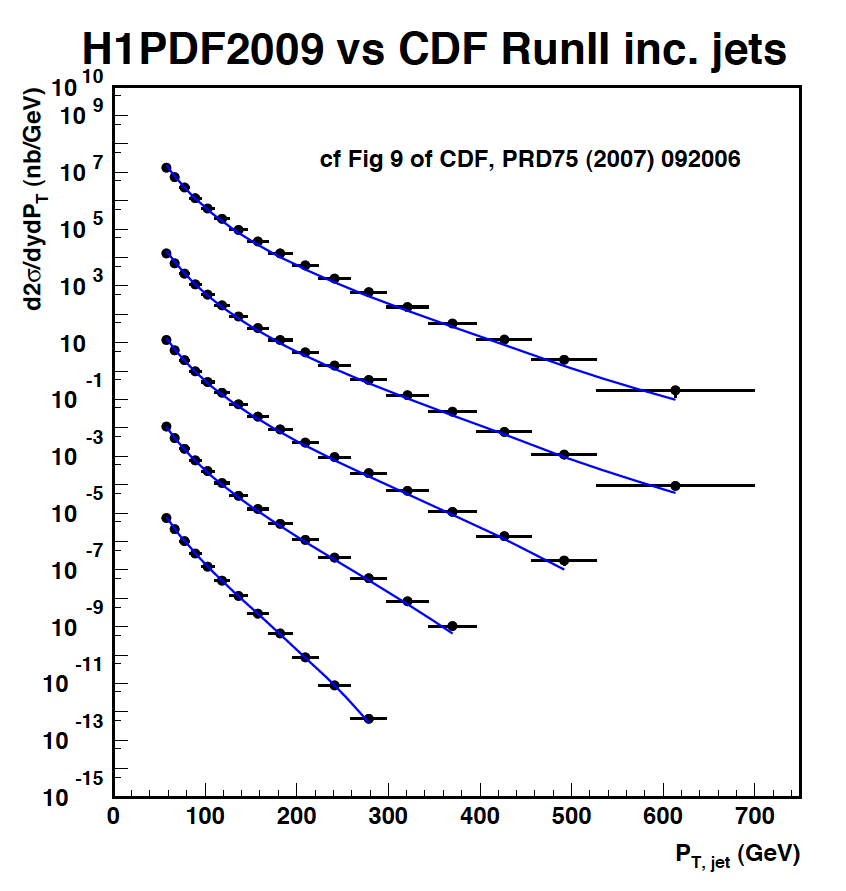 H1PDF2009 vs CDF RunII inc. jets
d2σ/dydP_T (nb/GeV)
cf Fig 9 of CDF, PRD75 (2007) 092006
10^10
10^9
10^7
10^5
10^3
10
10^-1
10^-3
10^-5
10^-7
10^-9
10^-11
10^-13
10^-15
0 100 200 300 400 500 600 700
P_T, jet (GeV)